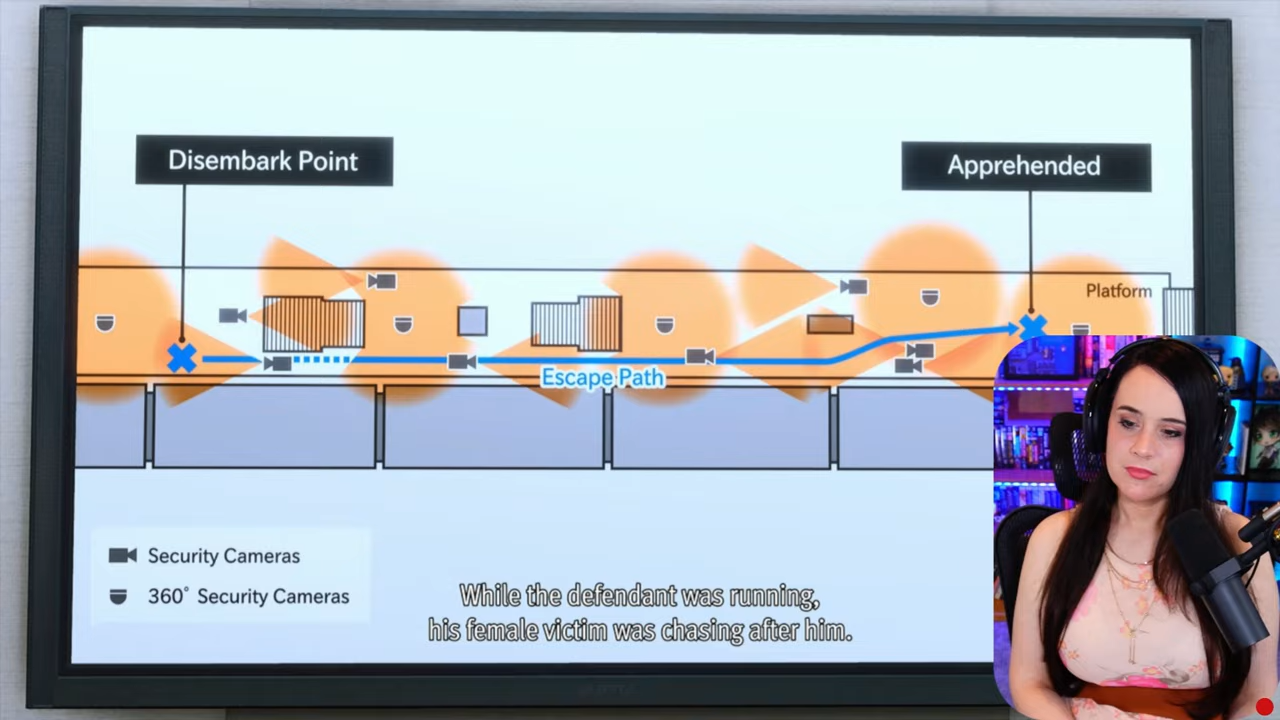 Disembark Point
Apprehended
Platform
Escape Path
Security Cameras
360° Security Cameras
While the defendant was running,
his female victim was chasing after him.